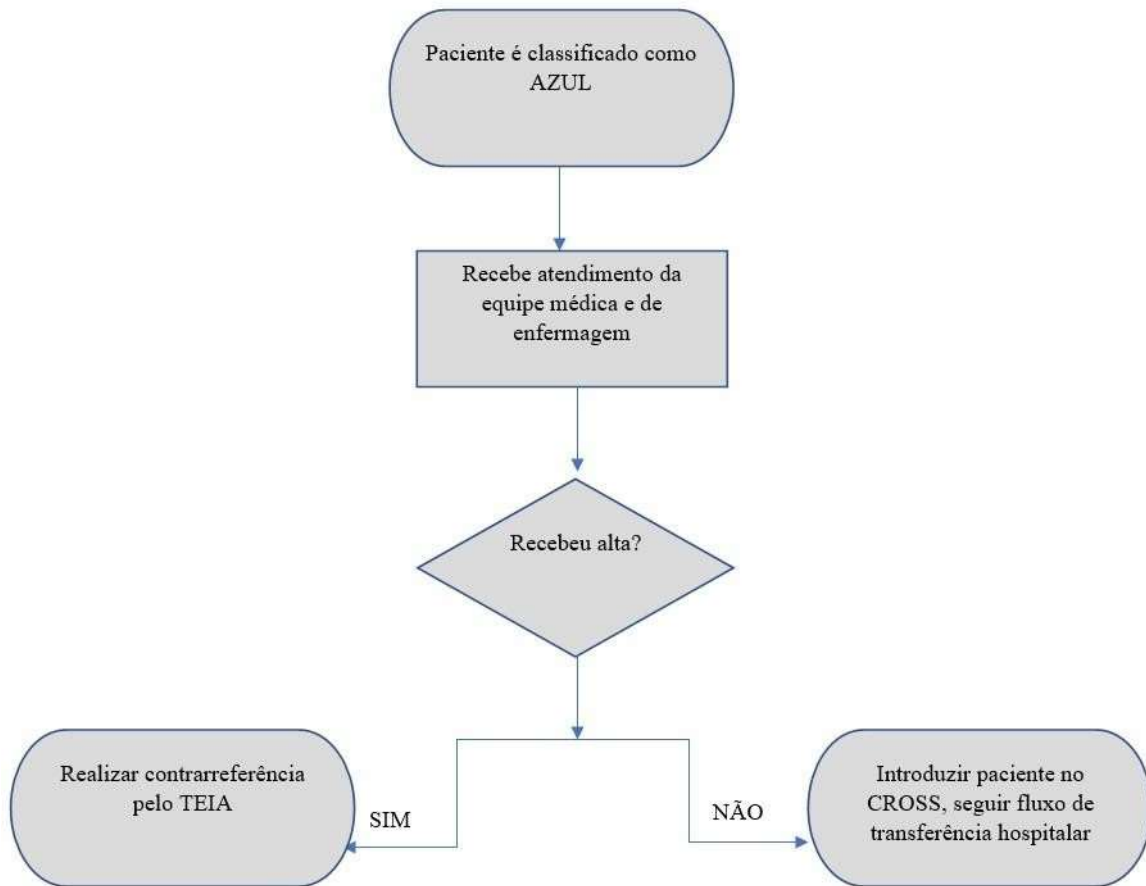 Paciente é classificado como
AZUL
Recebe atendimento da
equipe médica e de
enfermagem
Recebeu alta?
Realizar contrarreferência
pelo TEIA
SIM
NÃO
Introduzir paciente no
CROSS, seguir fluxo de
transferência hospitalar